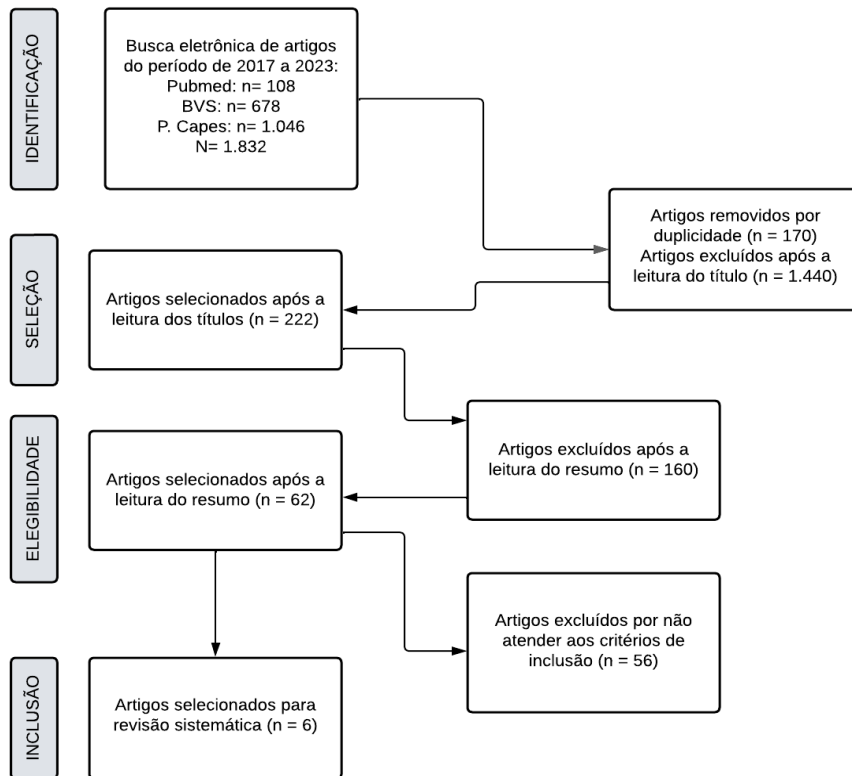 IDENTIFICAÇÃO
Busca eletrônica de artigos
do período de 2017 a 2023:
Pubmed: n= 108
BVS: n= 678
P. Capes: n= 1.046
N= 1.832
Artigos removidos por
duplicidade (n = 170)
Artigos excluídos após a
leitura do título (n = 1.440)
SELEÇÃO
Artigos selecionados após a
leitura dos títulos (n = 222)
Artigos excluídos após a
leitura do resumo (n = 160)
ELEGIBILIDADE
Artigos selecionados após a
leitura do resumo (n = 62)
Artigos excluídos por não
atender aos critérios de
inclusão (n = 56)
INCLUSÃO
Artigos selecionados para
revisão sistemática (n = 6)